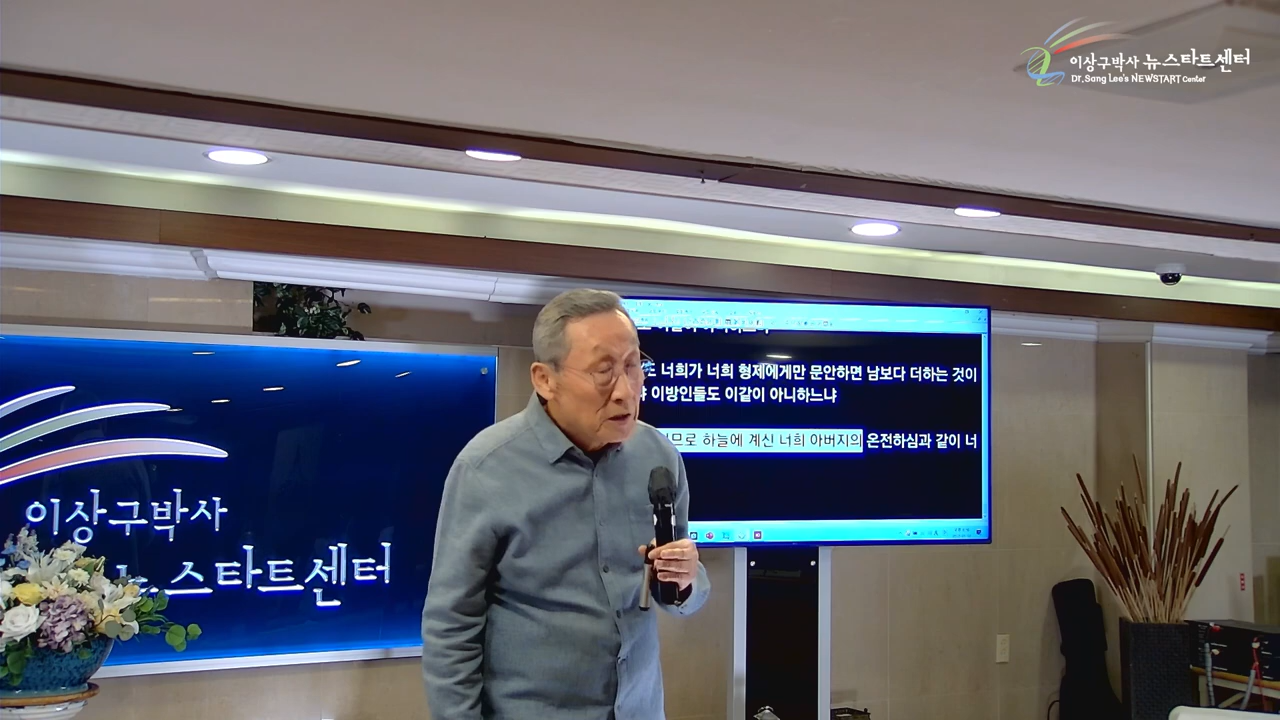 이상구박사 뉴스타트센터
Dr. Sang Lee's NEWSTART Center
너희가 너희 형제에게만 문안하면 남보다 더하는 것이
이방인들도 이같이 아니하느냐
하늘에 계신 너희 아버지의 온전하심과 같이 너
이상구박사
뉴스타트센터